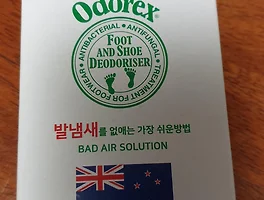 Odorex®
ANTIBACTERIAL • ANTIFUNGAL
FOOT
AND SHOE
DEODORISER
TREATMENT FOR FOOTWEAR
발냄새를 없애는 가장 쉬운방법
BAD AIR SOLUTION